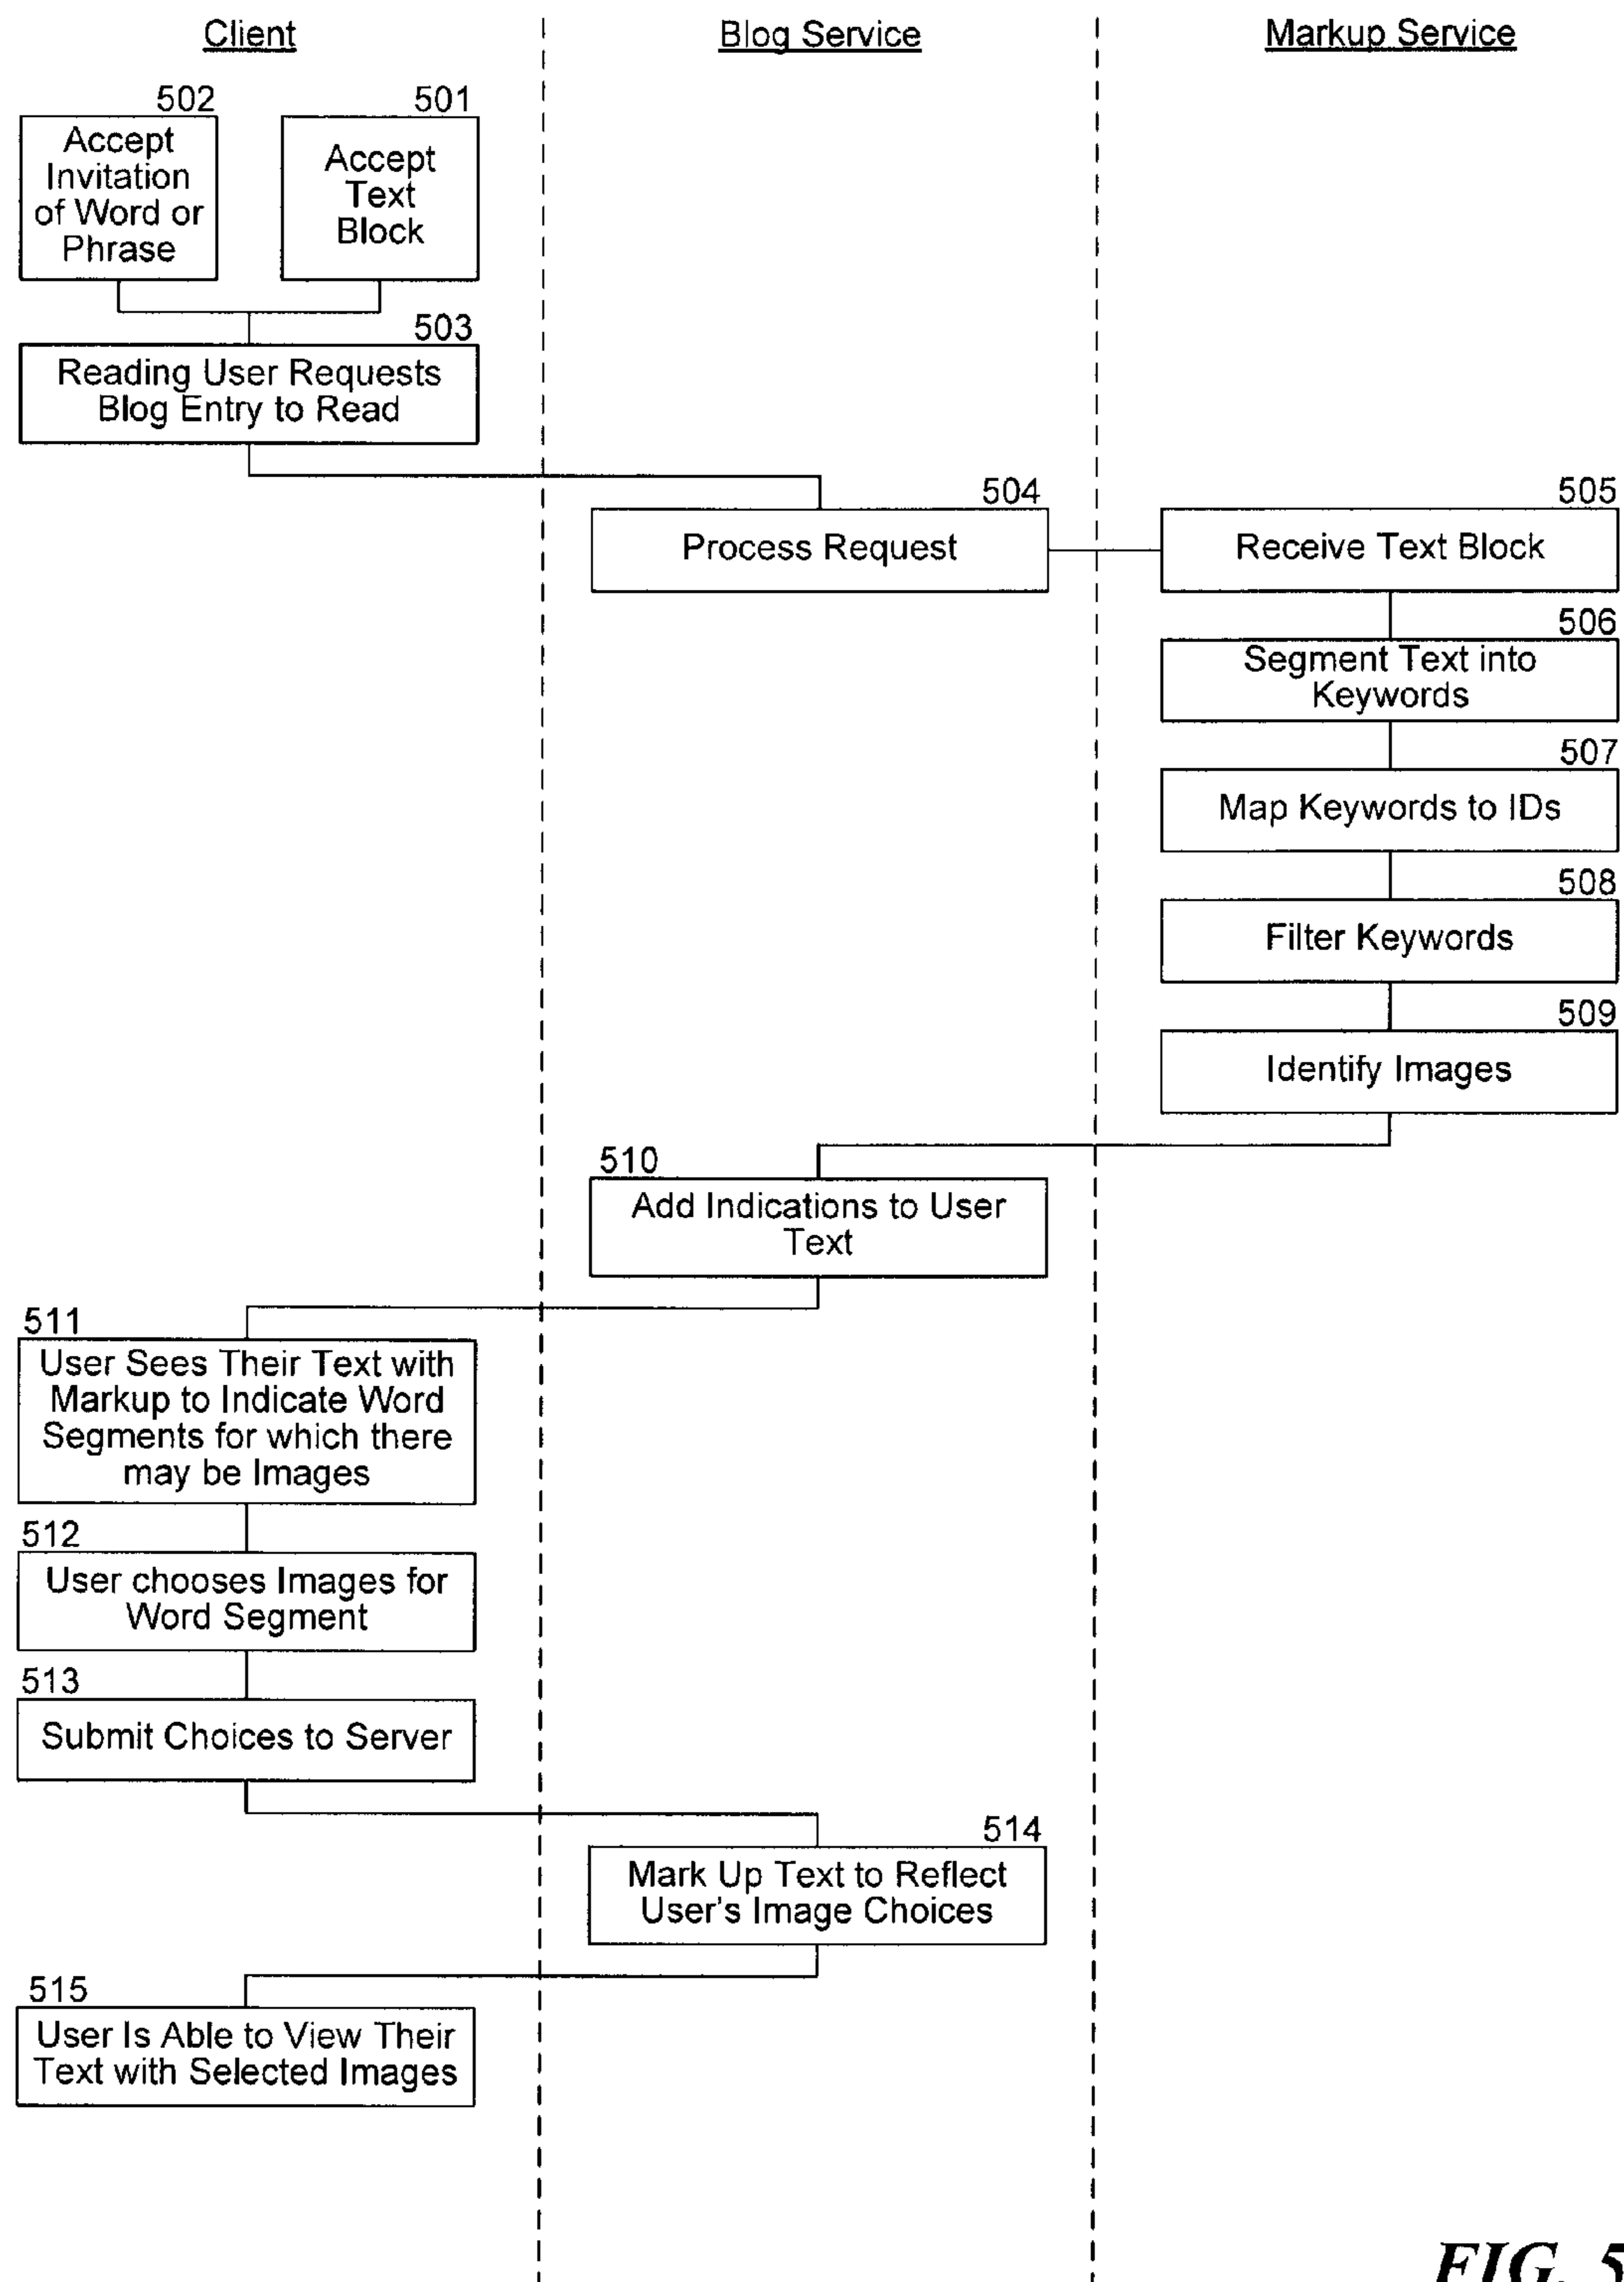 Client
Blog Service
Markup Service
502
Accept
Invitation
of Word or
Phrase
501
Accept
Text
Block
503
Reading User Requests
Blog Entry to Read
504
Process Request
505
Receive Text Block
506
Segment Text into
Keywords
507
Map Keywords to IDs
508
Filter Keywords
509
Identify Images
510
Add Indications to User
Text
511
User Sees Their Text with
Markup to Indicate Word
Segments for which there
may be Images
512
User chooses Images for
Word Segment
513
Submit Choices to Server
514
Mark Up Text to Reflect
User's Image Choices
515
User Is Able to View Their
Text with Selected Images
FIG. 5